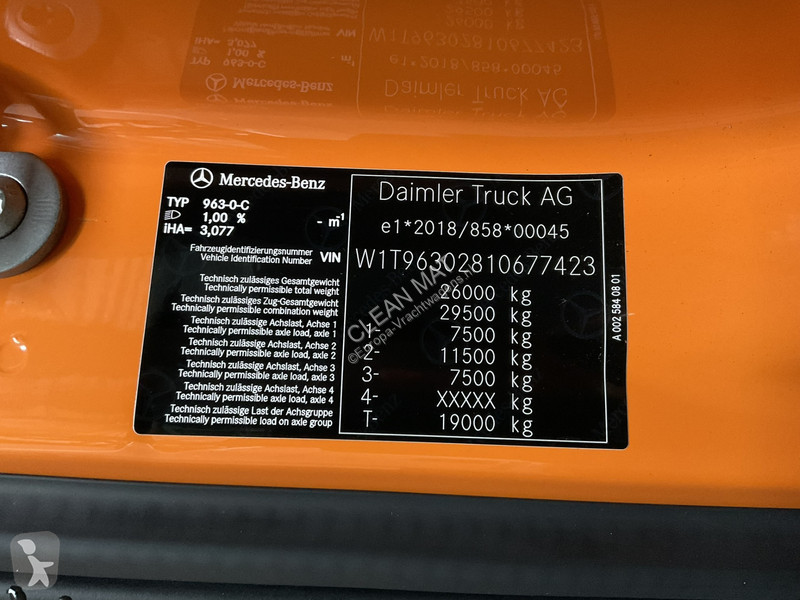 Mercedes-Benz
TYP 963-0-C
1,00 % - m⁻¹
iHA= 3,077
Fahrzeugidentifizierungsnummer
Vehicle Identification Number VIN
Technisch zulässiges Gesamtgewicht
Technically permissible total weight
Technisch zulässiges Zug-Gesamtgewicht
Technically permissible combination weight
Technisch zulässige Achslast, Achse 1
Technically permissible axle load, axle 1
Technisch zulässige Achslast, Achse 2
Technically permissible axle load, axle 2
Technisch zulässige Achslast, Achse 3
Technically permissible axle load, axle 3
Technisch zulässige Achslast, Achse 4
Technically permissible axle load, axle 4
Technisch zulässige Last der Achsgruppe
Technically permissible load on axle group
Daimler Truck AG
e1*2018/858*00045
W1T96302810677423
26000 kg
29500 kg
1- 7500 kg
2- 11500 kg
3- 7500 kg
4- XXXXX kg
T- 19000 kg
A 002 584 08 01
CLEAN MAT